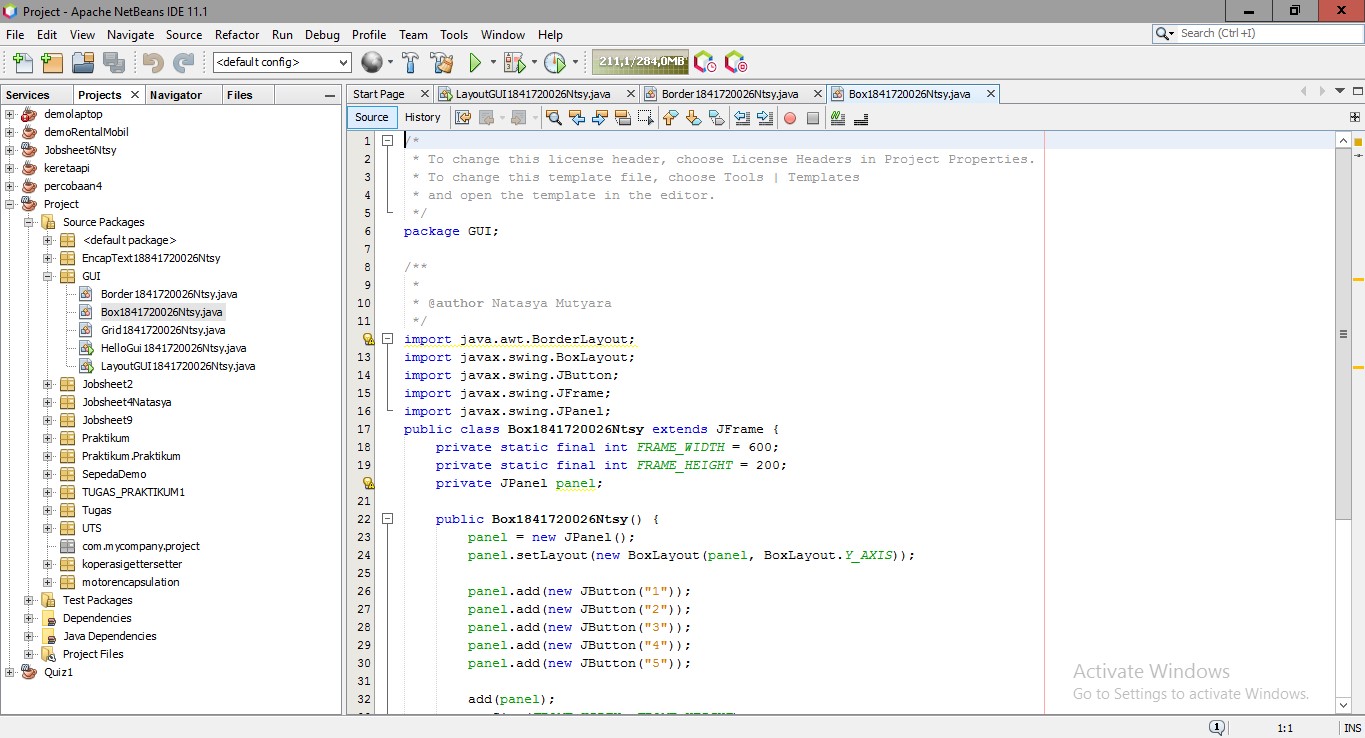 Project - Apache NetBeans IDE 11.1
File Edit View Navigate Source Refactor Run Debug Profile Team Tools Window Help
Search (Ctrl+I)
<default config>
211,1/284,0MB
Services Projects Navigator Files
demolaptop
demoRentalMobil
Jobsheet6Ntsy
keretaapi
percobaan4
Project
Source Packages
<default package>
EncapText18841720026Ntsy
GUI
Border1841720026Ntsy.java
Box1841720026Ntsy.java
Grid1841720026Ntsy.java
HelloGui1841720026Ntsy.java
LayoutGUI1841720026Ntsy.java
Jobsheet2
Jobsheet4Natasya
Jobsheet9
Praktikum
Praktikum.Praktikum
SepedaDemo
TUGAS_PRAKTIKUM1
Tugas
UTS
com.mycompany.project
koperasigettersetter
motorencapsulation
Test Packages
Dependencies
Java Dependencies
Project Files
Quiz1
Start Page LayoutGUI1841720026Ntsy.java Border1841720026Ntsy.java Box1841720026Ntsy.java
Source History
1 /*
2 * To change this license header, choose License Headers in Project Properties.
3 * To change this template file, choose Tools | Templates
4 * and open the template in the editor.
5 */
6 package GUI;
7
8 /**
9 *
10 * @author Natasya Mutyara
11 */
import java.awt.BorderLayout;
13 import javax.swing.BoxLayout;
14 import javax.swing.JButton;
15 import javax.swing.JFrame;
16 import javax.swing.JPanel;
17 public class Box1841720026Ntsy extends JFrame {
18 private static final int FRAME_WIDTH = 600;
19 private static final int FRAME_HEIGHT = 200;
private JPanel panel;
21
22 public Box1841720026Ntsy() {
23 panel = new JPanel();
24 panel.setLayout(new BoxLayout(panel, BoxLayout.Y_AXIS));
25
26 panel.add(new JButton("1"));
27 panel.add(new JButton("2"));
28 panel.add(new JButton("3"));
29 panel.add(new JButton("4"));
30 panel.add(new JButton("5"));
31
32 add(panel);
Activate Windows
Go to Settings to activate Windows.
1 1:1 INS